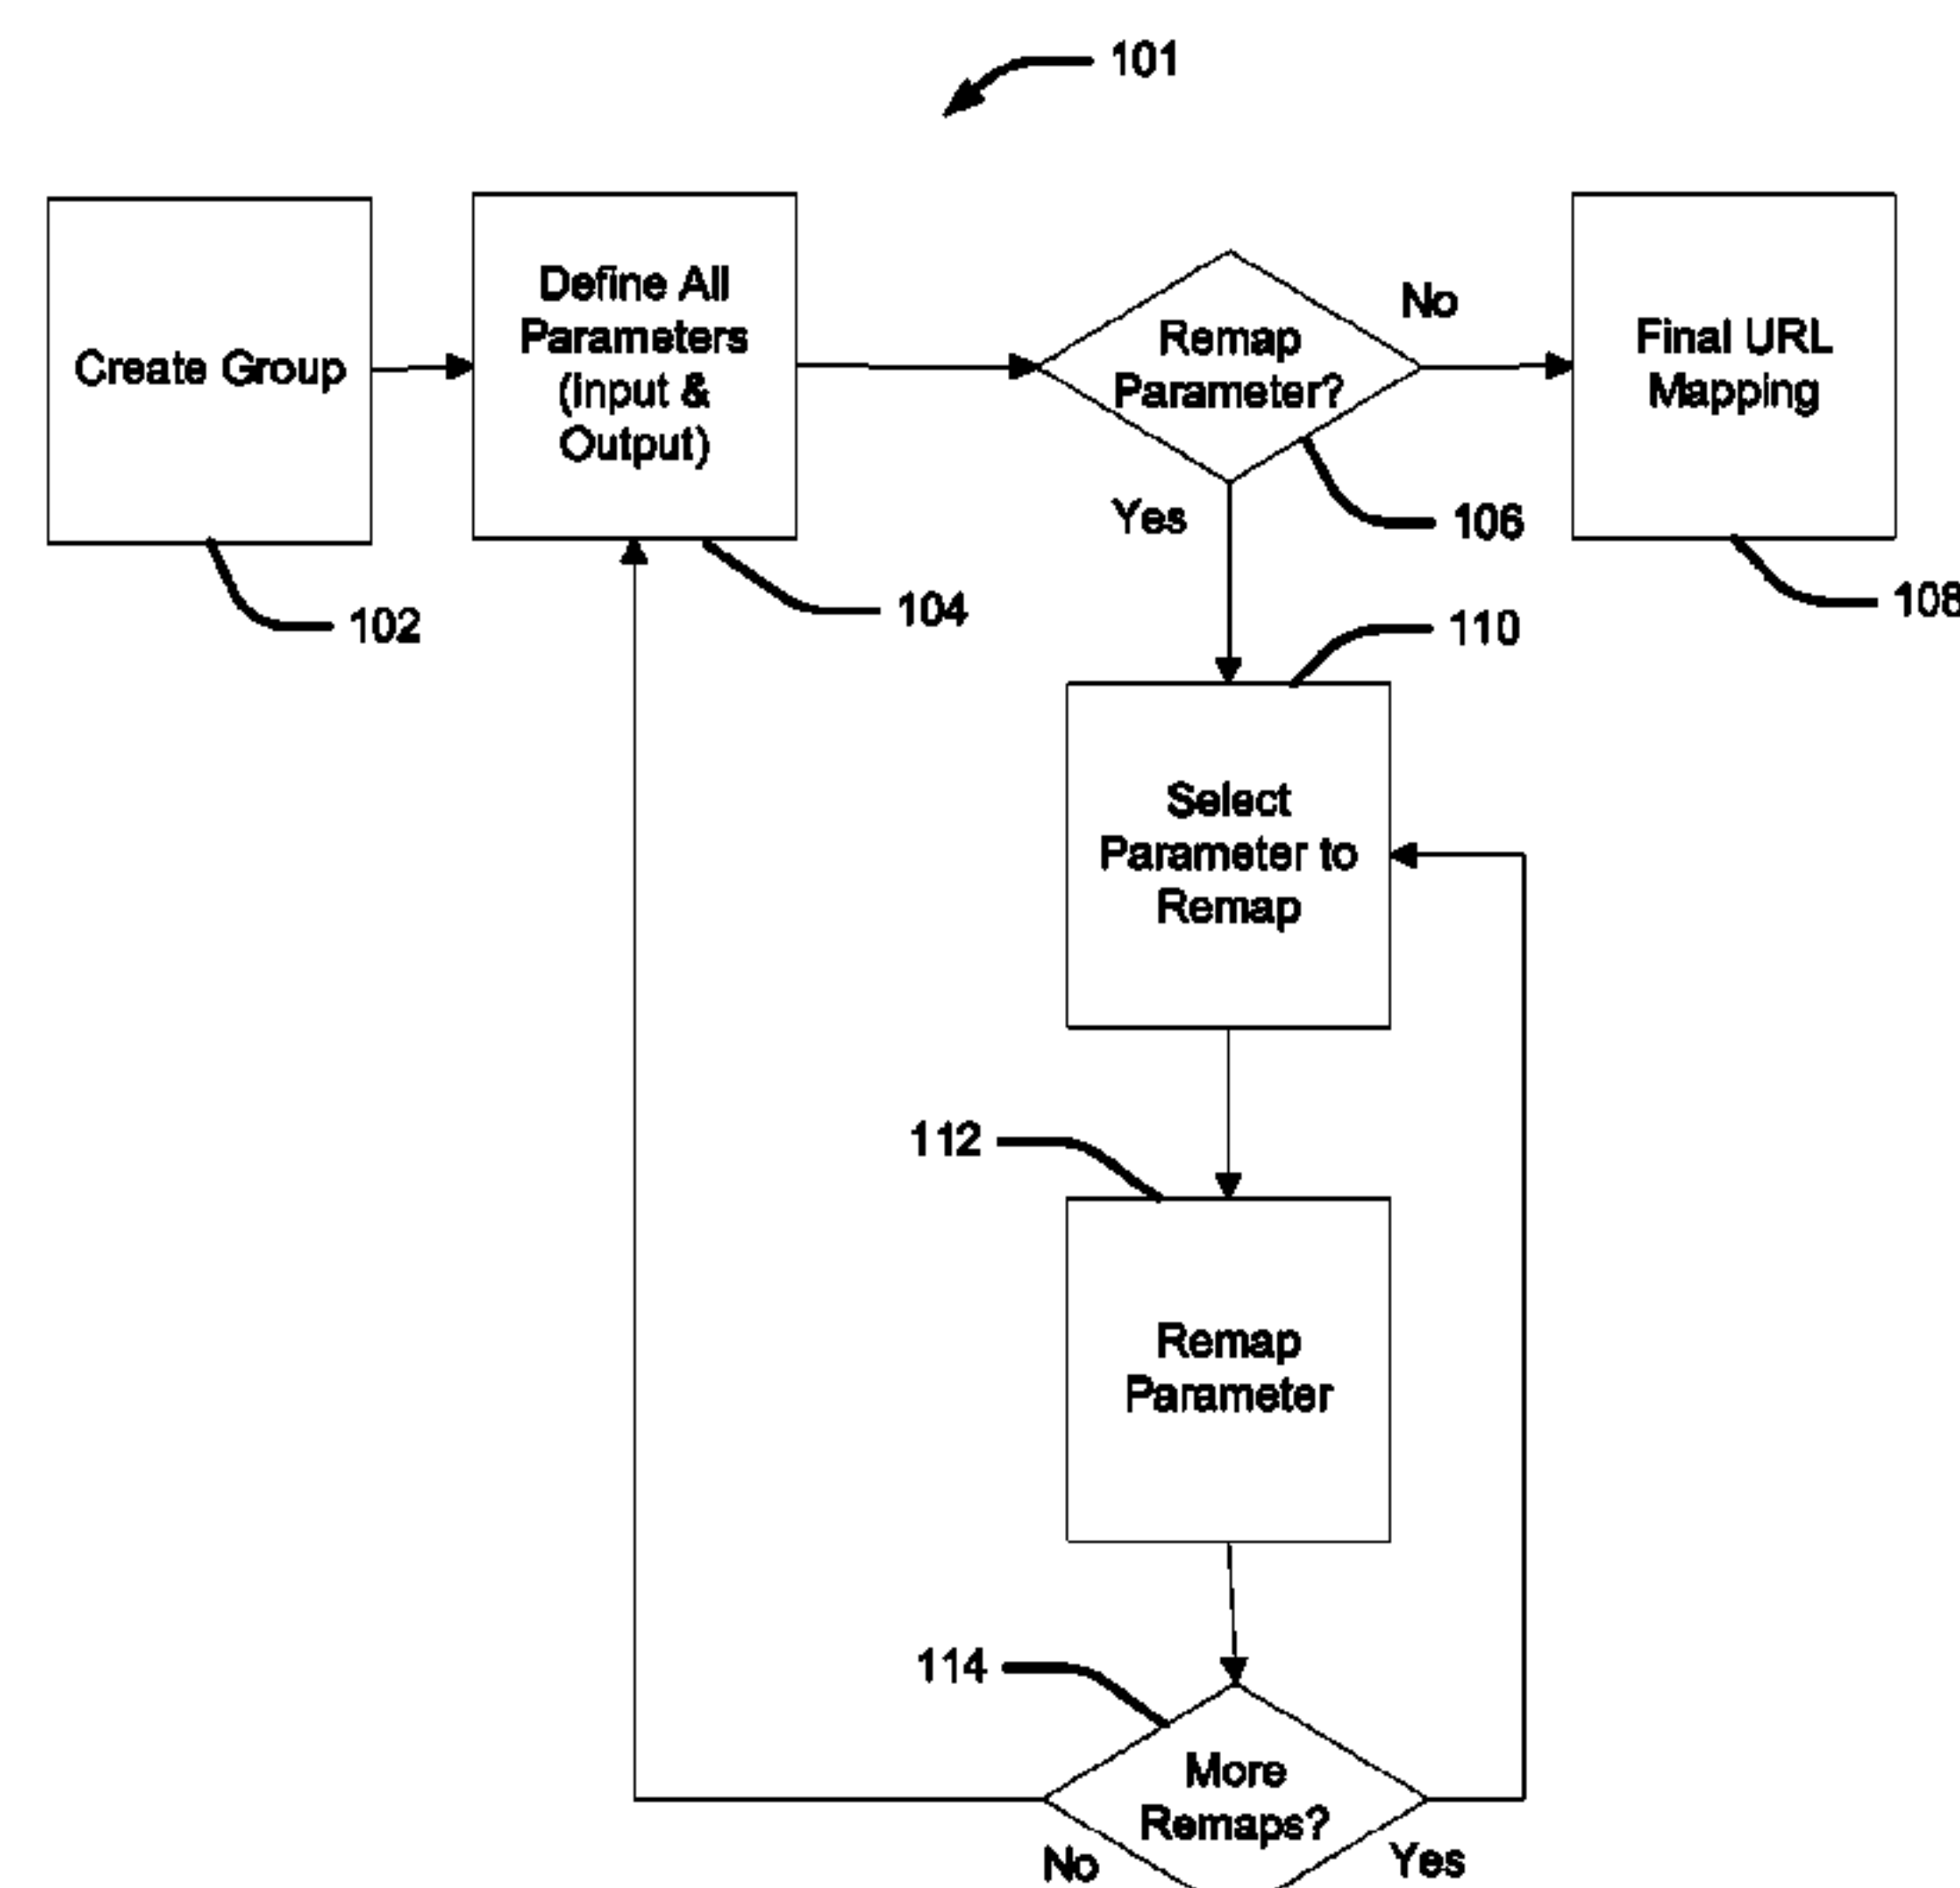 101
Create Group
Define All
Parameters
(Input &
Output)
Remap
Parameter?
No
Final URL
Mapping
Yes
106
102
104
108
110
Select
Parameter to
Remap
112
Remap
Parameter
114
More
Remaps?
No
Yes